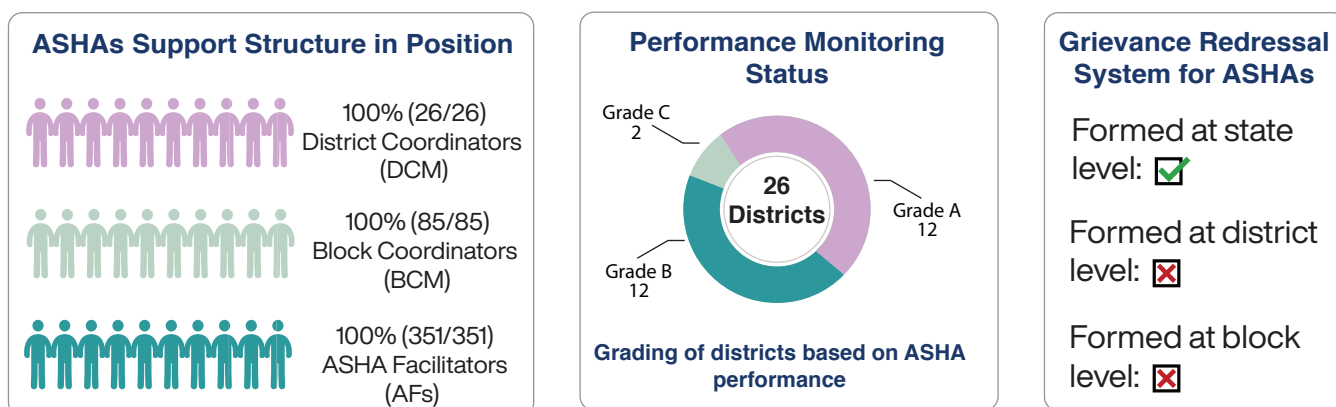 ASHAs Support Structure in Position
100% (26/26)
District Coordinators
(DCM)
100% (85/85)
Block Coordinators
(BCM)
100% (351/351)
ASHA Facilitators
(AFs)
Performance Monitoring
Status
Grade C
2
26
Districts
Grade A
12
Grade B
12
Grading of districts based on ASHA
performance
Grievance Redressal
System for ASHAs
Formed at state
level:
Formed at district
level:
Formed at block
level: